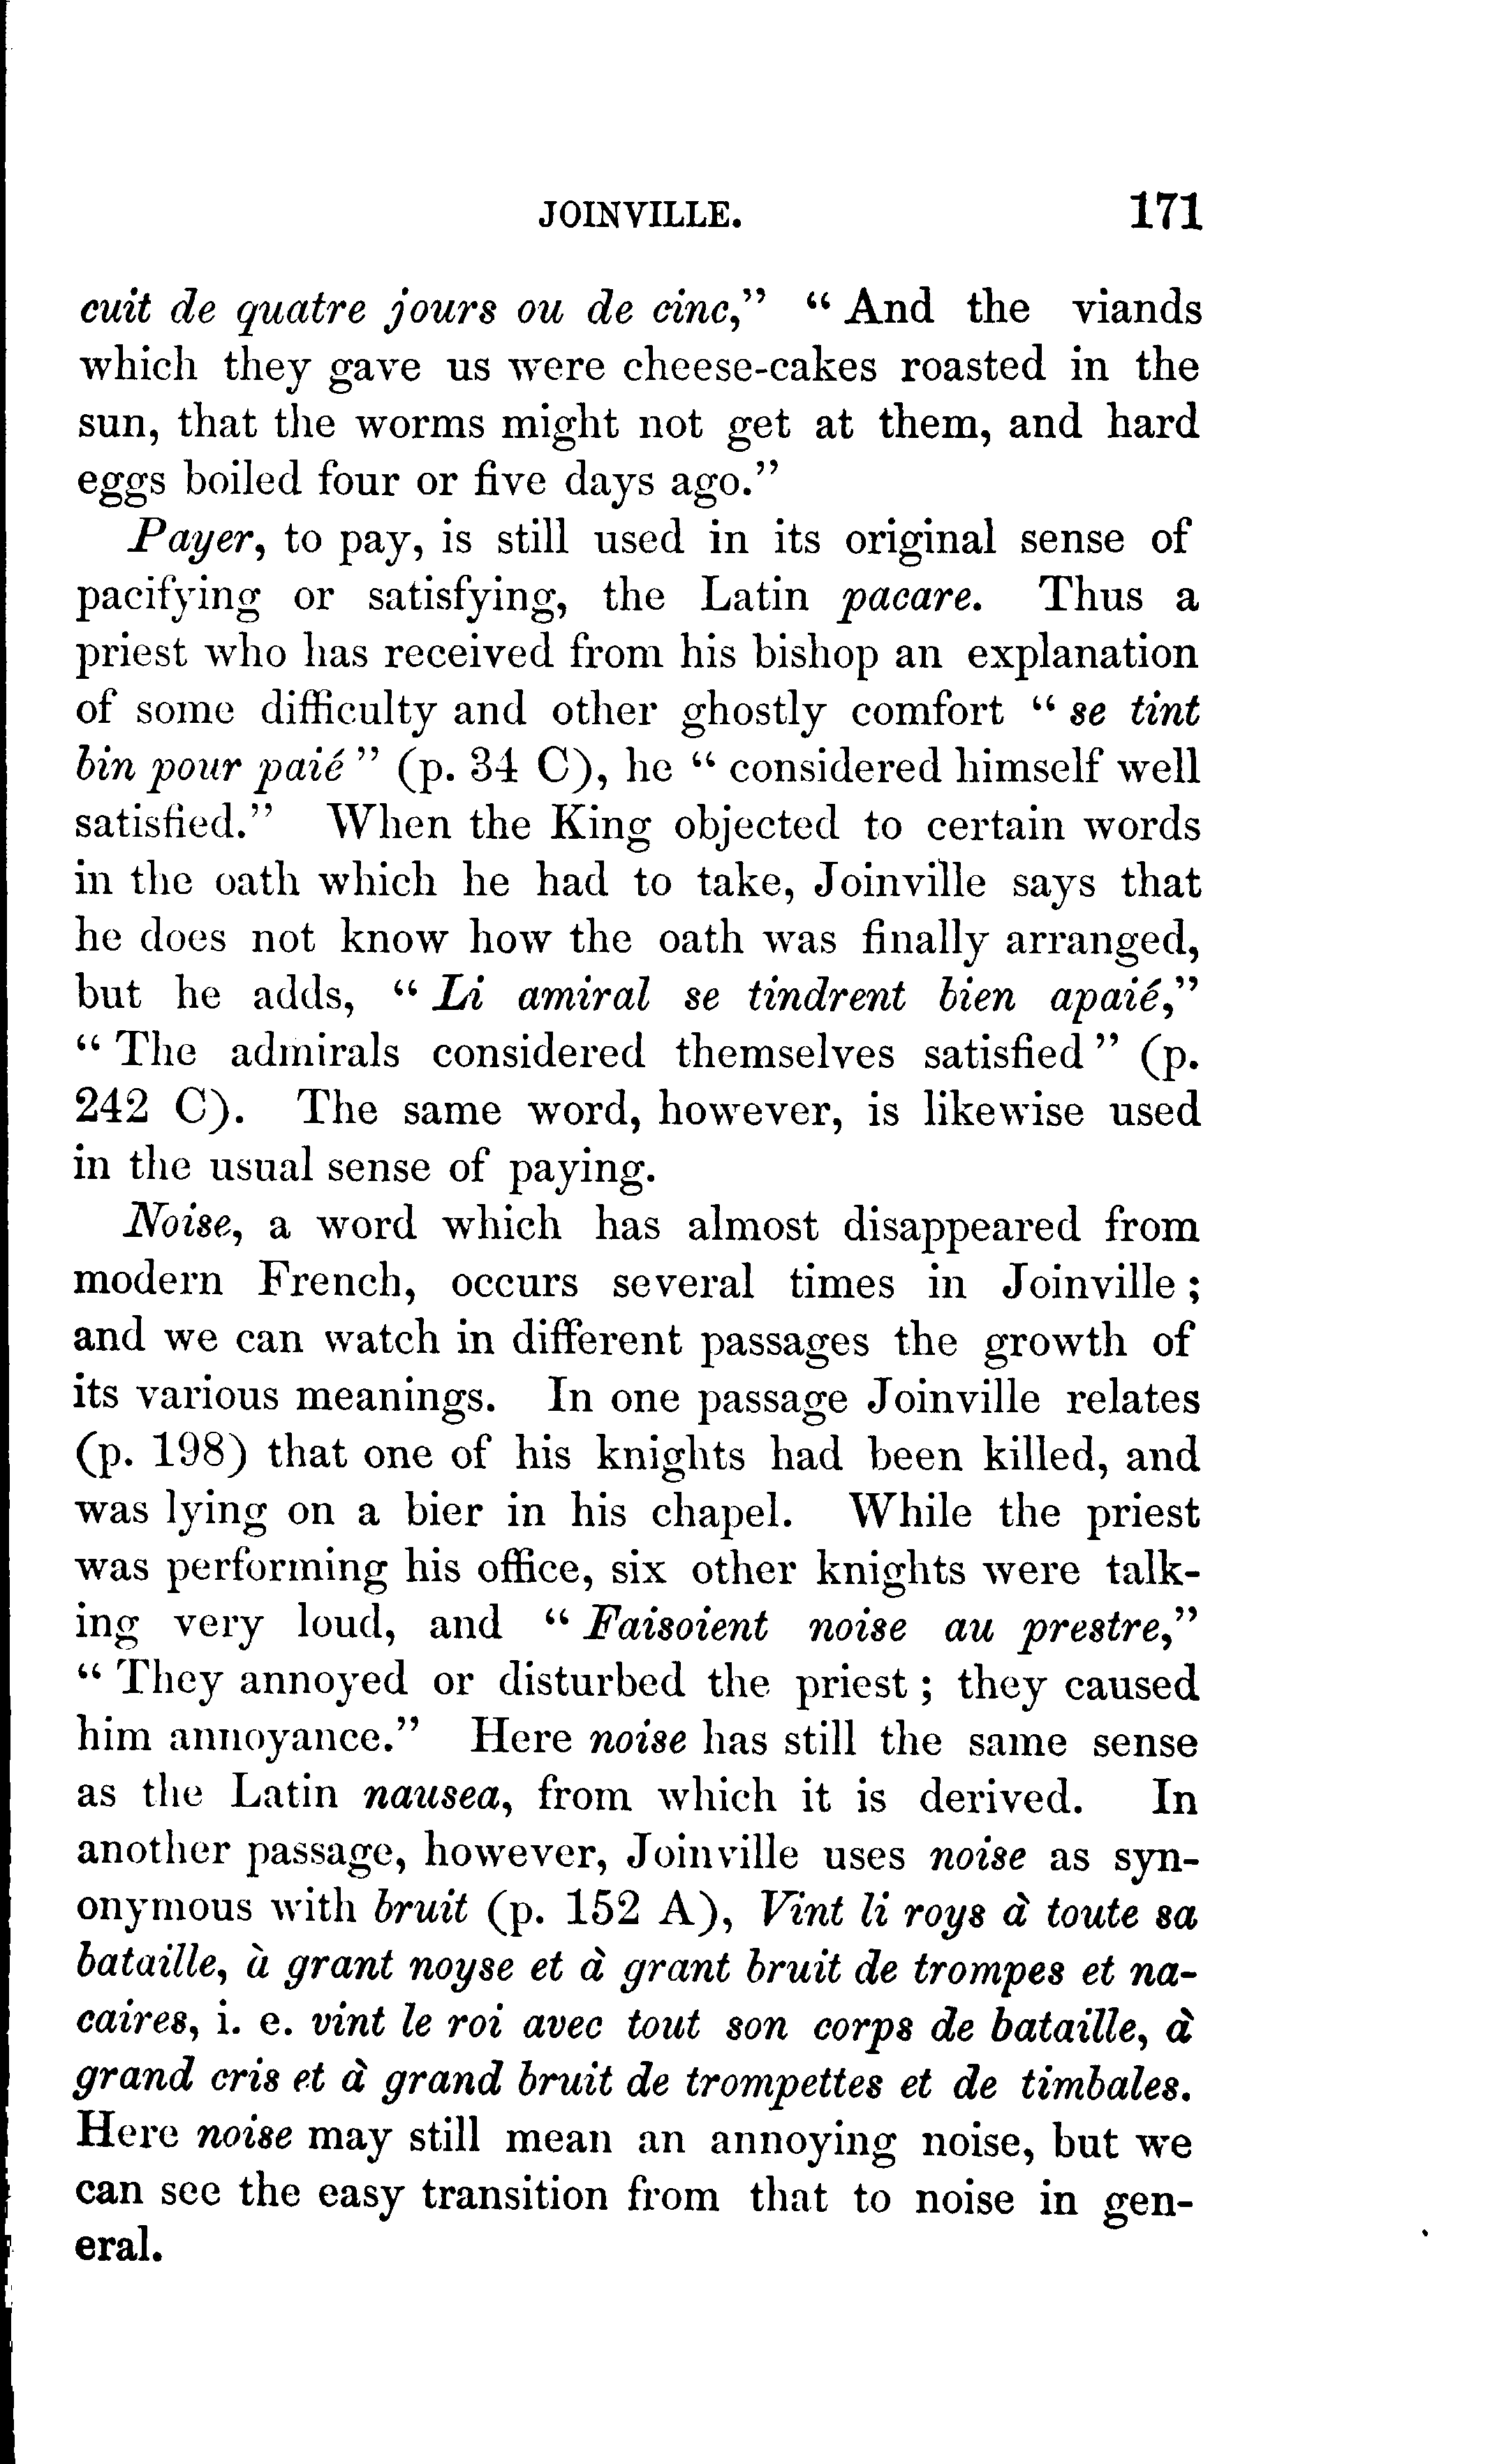 JOINVILLE. 171
cuit de quatre jours ou de cinc," "And the viands
which they gave us were cheese-cakes roasted in the
sun, that the worms might not get at them, and hard
eggs boiled four or five days ago."
Payer, to pay, is still used in its original sense of
pacifying or satisfying, the Latin pacare. Thus a
priest who has received from his bishop an explanation
of some difficulty and other ghostly comfort "se tint
bin pour paié" (p. 34 C), he "considered himself well
satisfied." When the King objected to certain words
in the oath which he had to take, Joinville says that
he does not know how the oath was finally arranged,
but he adds, "Li amiral se tindrent bien apaié,"
"The admirals considered themselves satisfied" (p.
242 C). The same word, however, is likewise used
in the usual sense of paying.
Noise, a word which has almost disappeared from
modern French, occurs several times in Joinville;
and we can watch in different passages the growth of
its various meanings. In one passage Joinville relates
(p. 198) that one of his knights had been killed, and
was lying on a bier in his chapel. While the priest
was performing his office, six other knights were talk-
ing very loud, and "Faisoient noise au prestre,"
"They annoyed or disturbed the priest; they caused
him annoyance." Here noise has still the same sense
as the Latin nausea, from which it is derived. In
another passage, however, Joinville uses noise as syn-
onymous with bruit (p. 152 A), Vint li roys à toute sa
bataille, à grant noyse et à grant bruit de trompes et na-
caires, i. e. vint le roi avec tout son corps de bataille, à
grand cris et à grand bruit de trompettes et de timbales.
Here noise may still mean an annoying noise, but we
can see the easy transition from that to noise in gen-
eral.